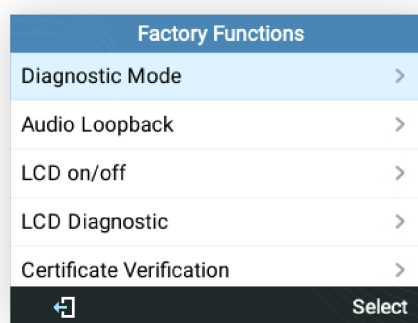 Factory Functions
Diagnostic Mode
Audio Loopback
LCD on/off
LCD Diagnostic
Certificate Verification
Select